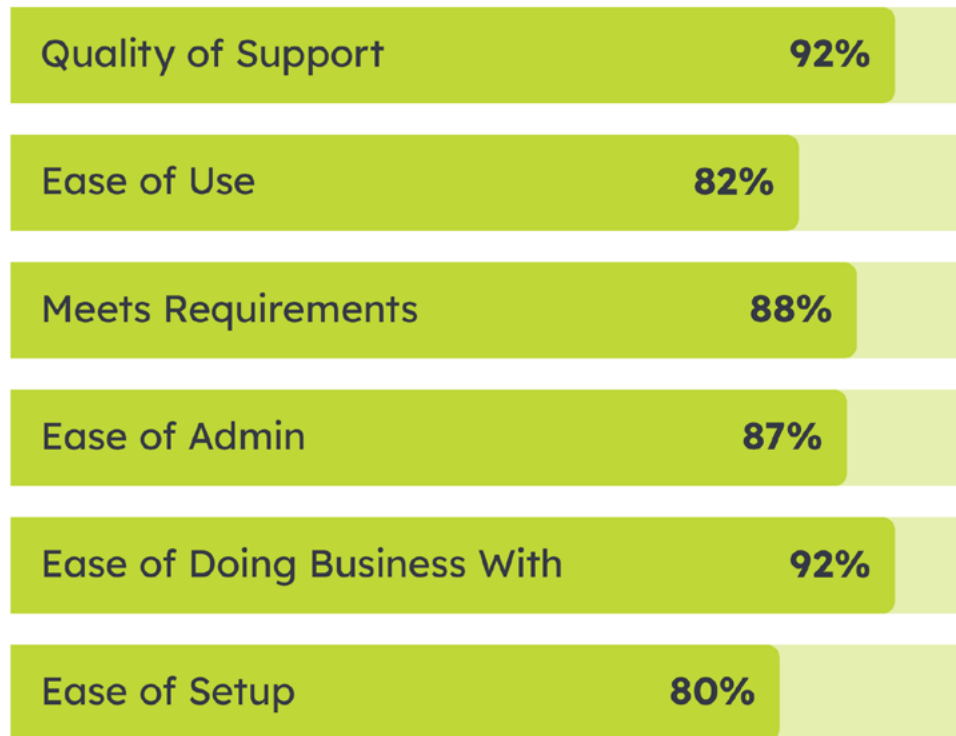 Quality of Support 92%
Ease of Use 82%
Meets Requirements 88%
Ease of Admin 87%
Ease of Doing Business With 92%
Ease of Setup 80%